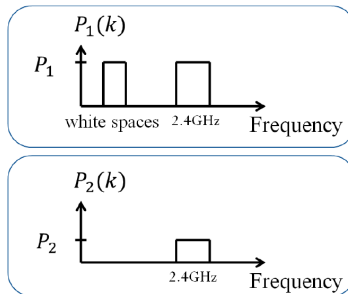 P₁(k)
P₁
white spaces 2.4GHz Frequency
P₂(k)
P₂
2.4GHz Frequency